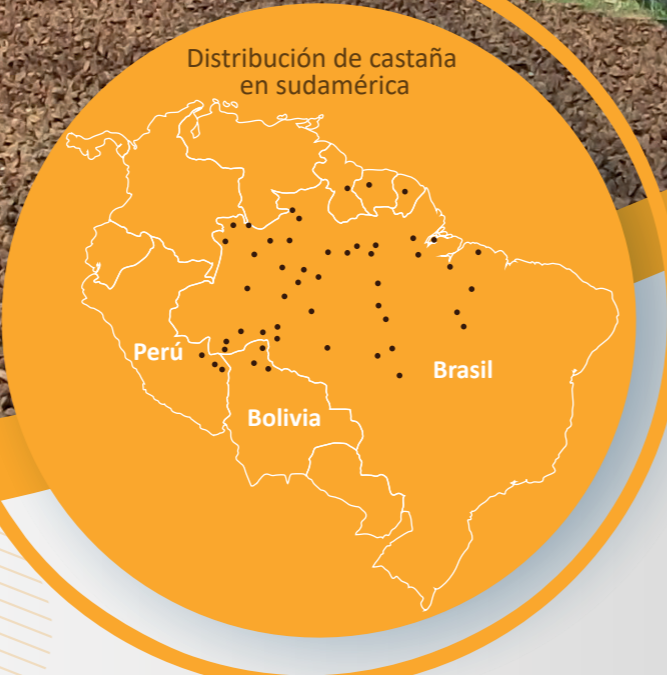 Distribución de castaña
en sudamérica
Perú
Brasil
Bolivia